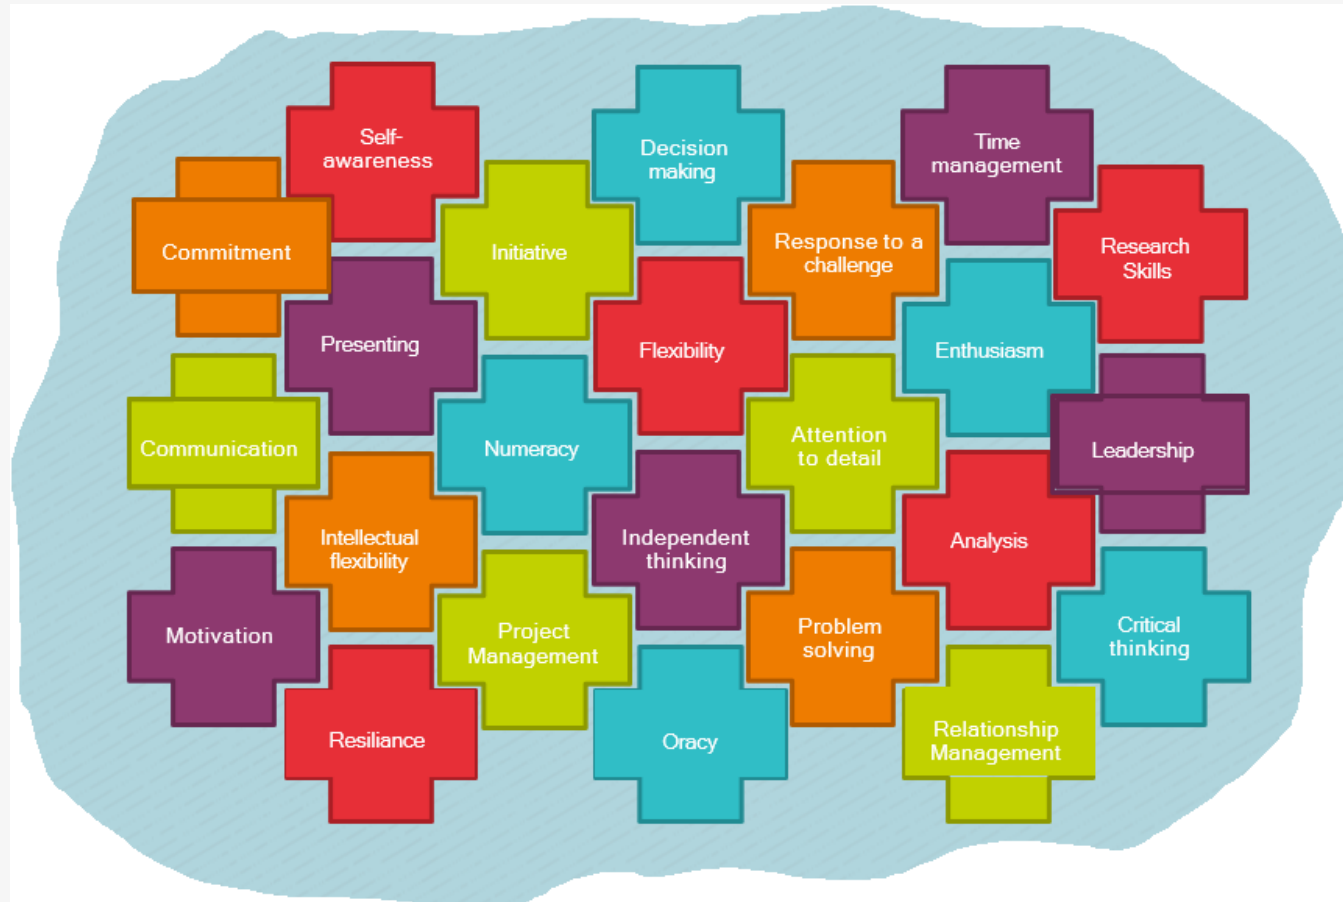 Self-
awareness
Decision
making
Time
management
Commitment
Initiative
Response to a
challenge
Research
Skills
Presenting
Flexibility
Enthusiasm
Communication
Numeracy
Attention
to detail
Leadership
Intellectual
flexibility
Independent
thinking
Analysis
Motivation
Project
Management
Problem
solving
Critical
thinking
Resiliance
Oracy
Relationship
Management